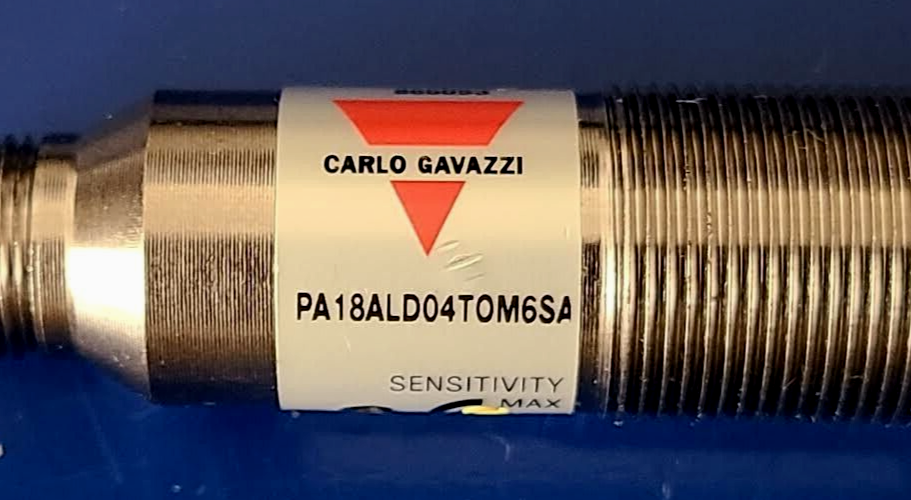 CARLO GAVAZZI
PA18ALD04TOM6SA
SENSITIVITY
MAX